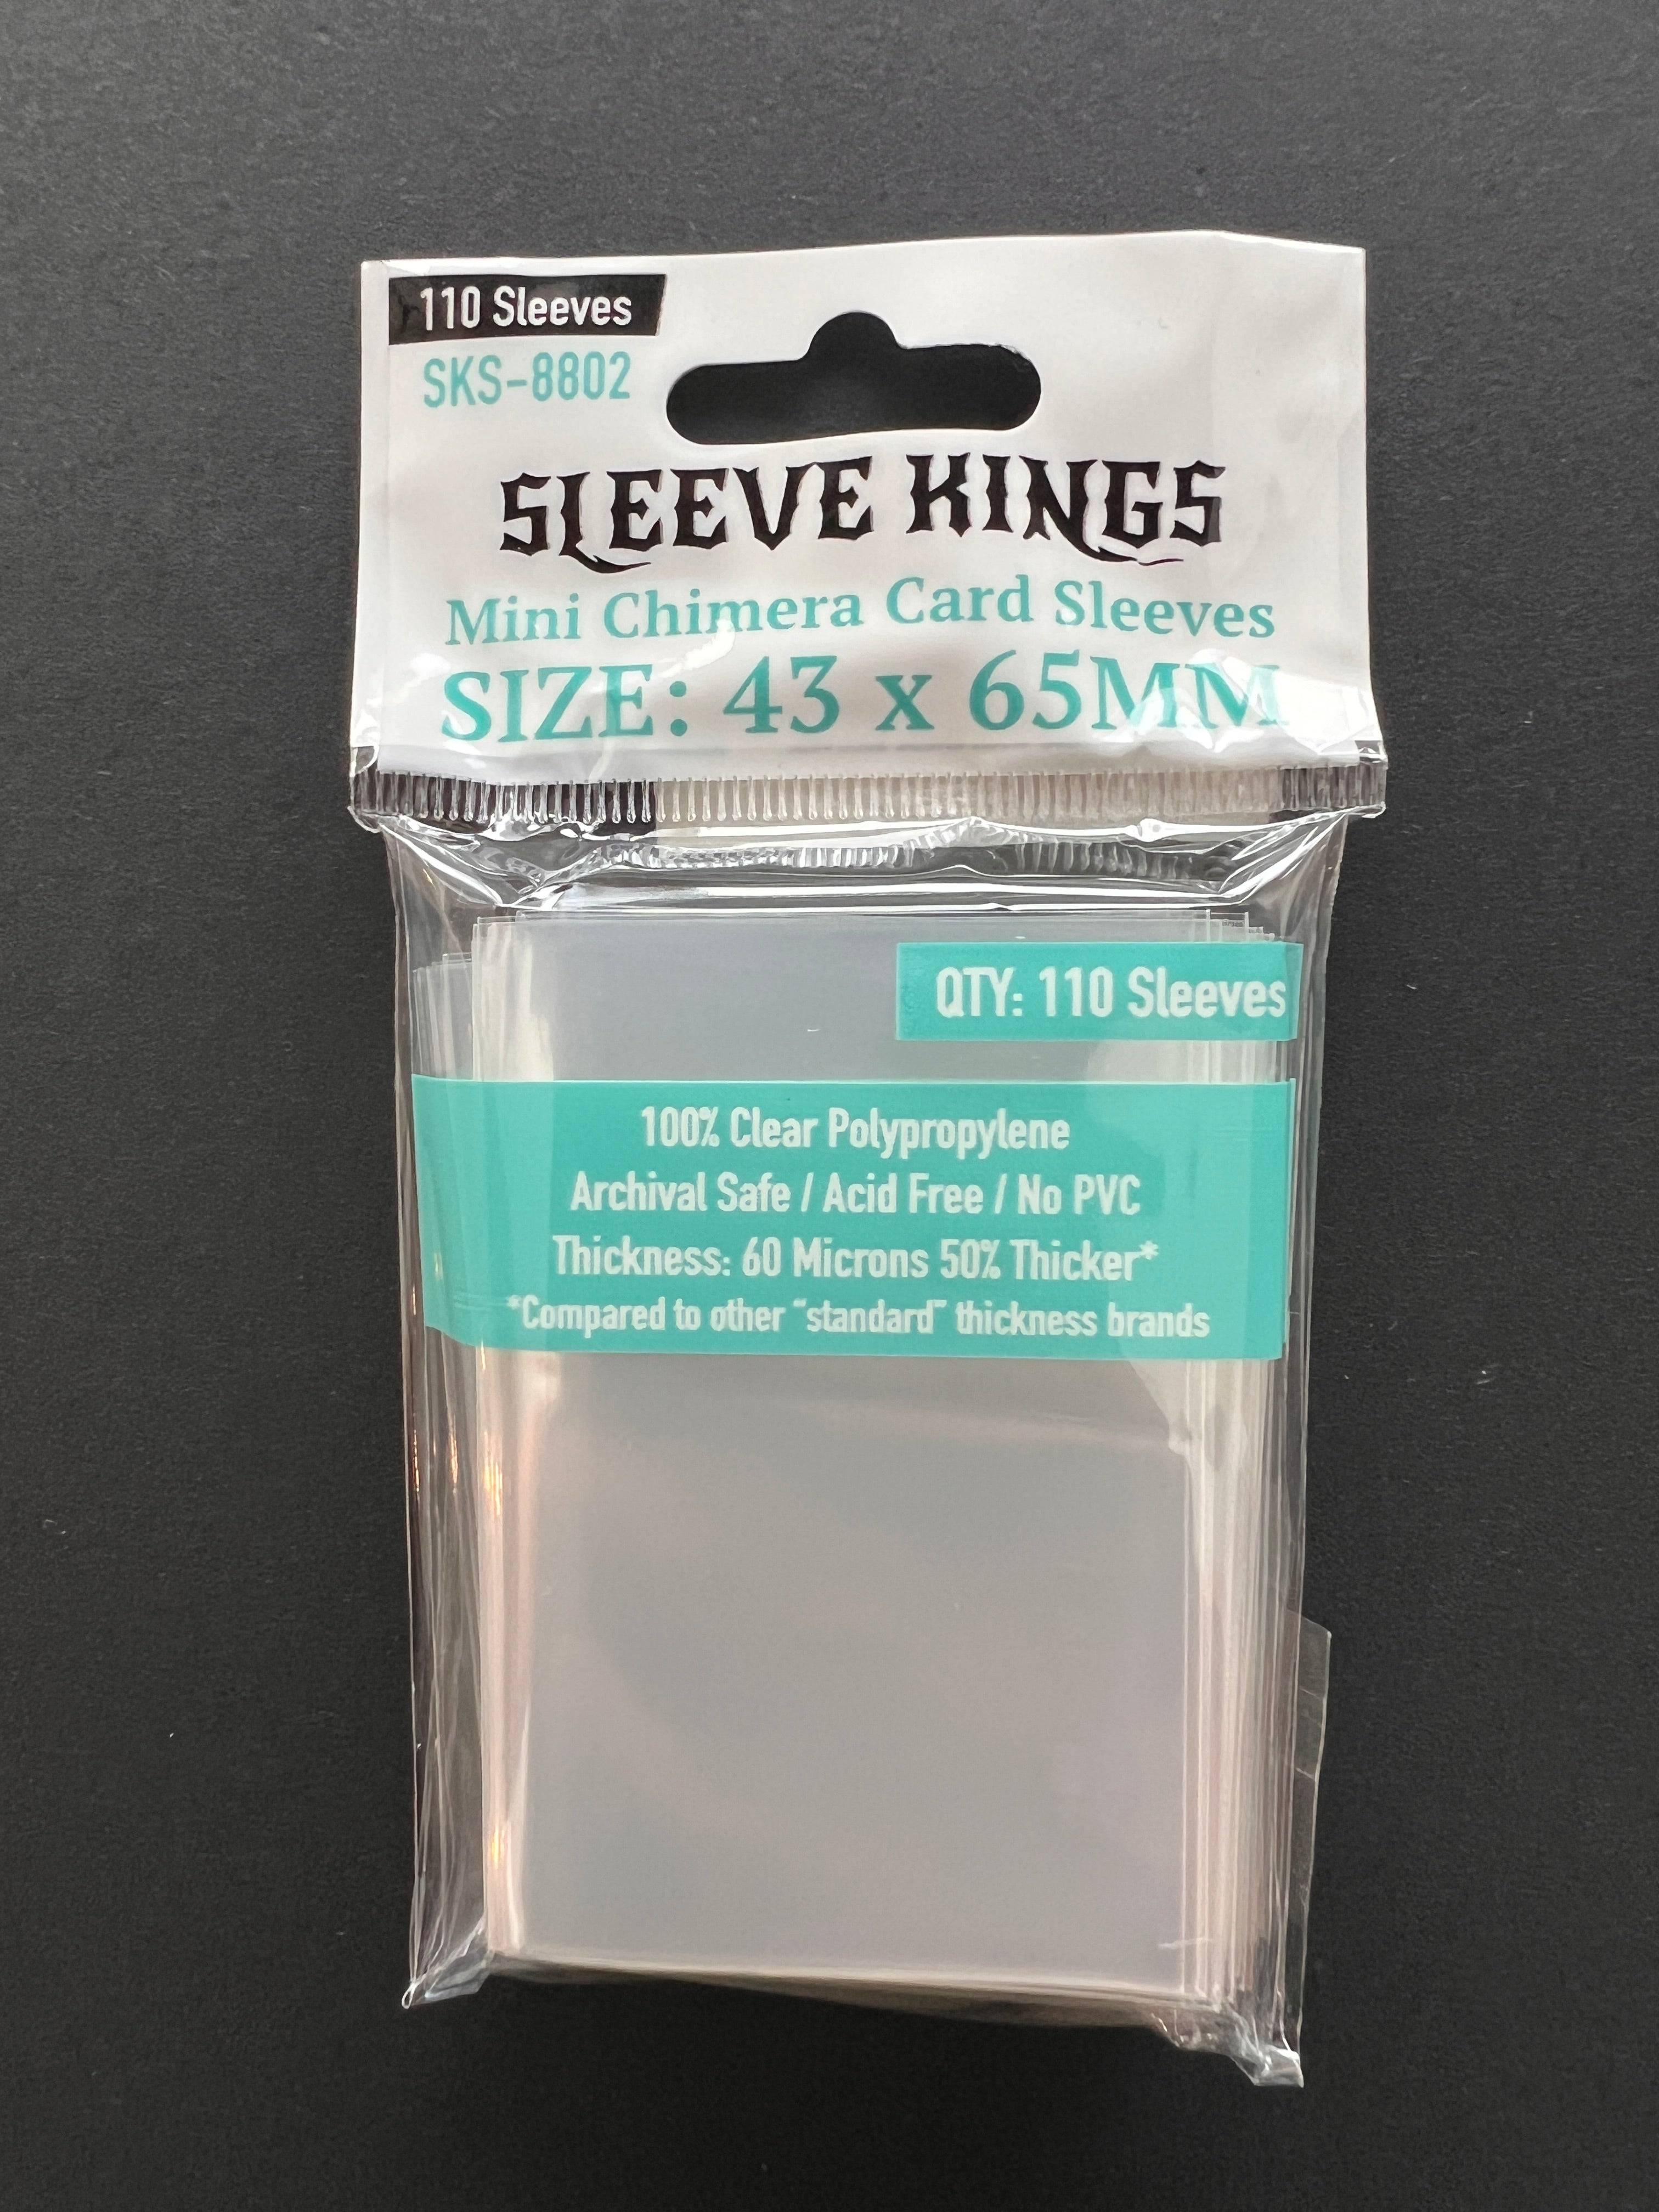 110 Sleeves
SKS-8802
SLEEVE KINGS
Mini Chimera Card Sleeves
SIZE: 43 x 65MM
QTY: 110 Sleeves
100% Clear Polypropylene
Archival Safe / Acid Free / No PVC
Thickness: 60 Microns 50% Thicker*
*Compared to other "standard" thickness brands